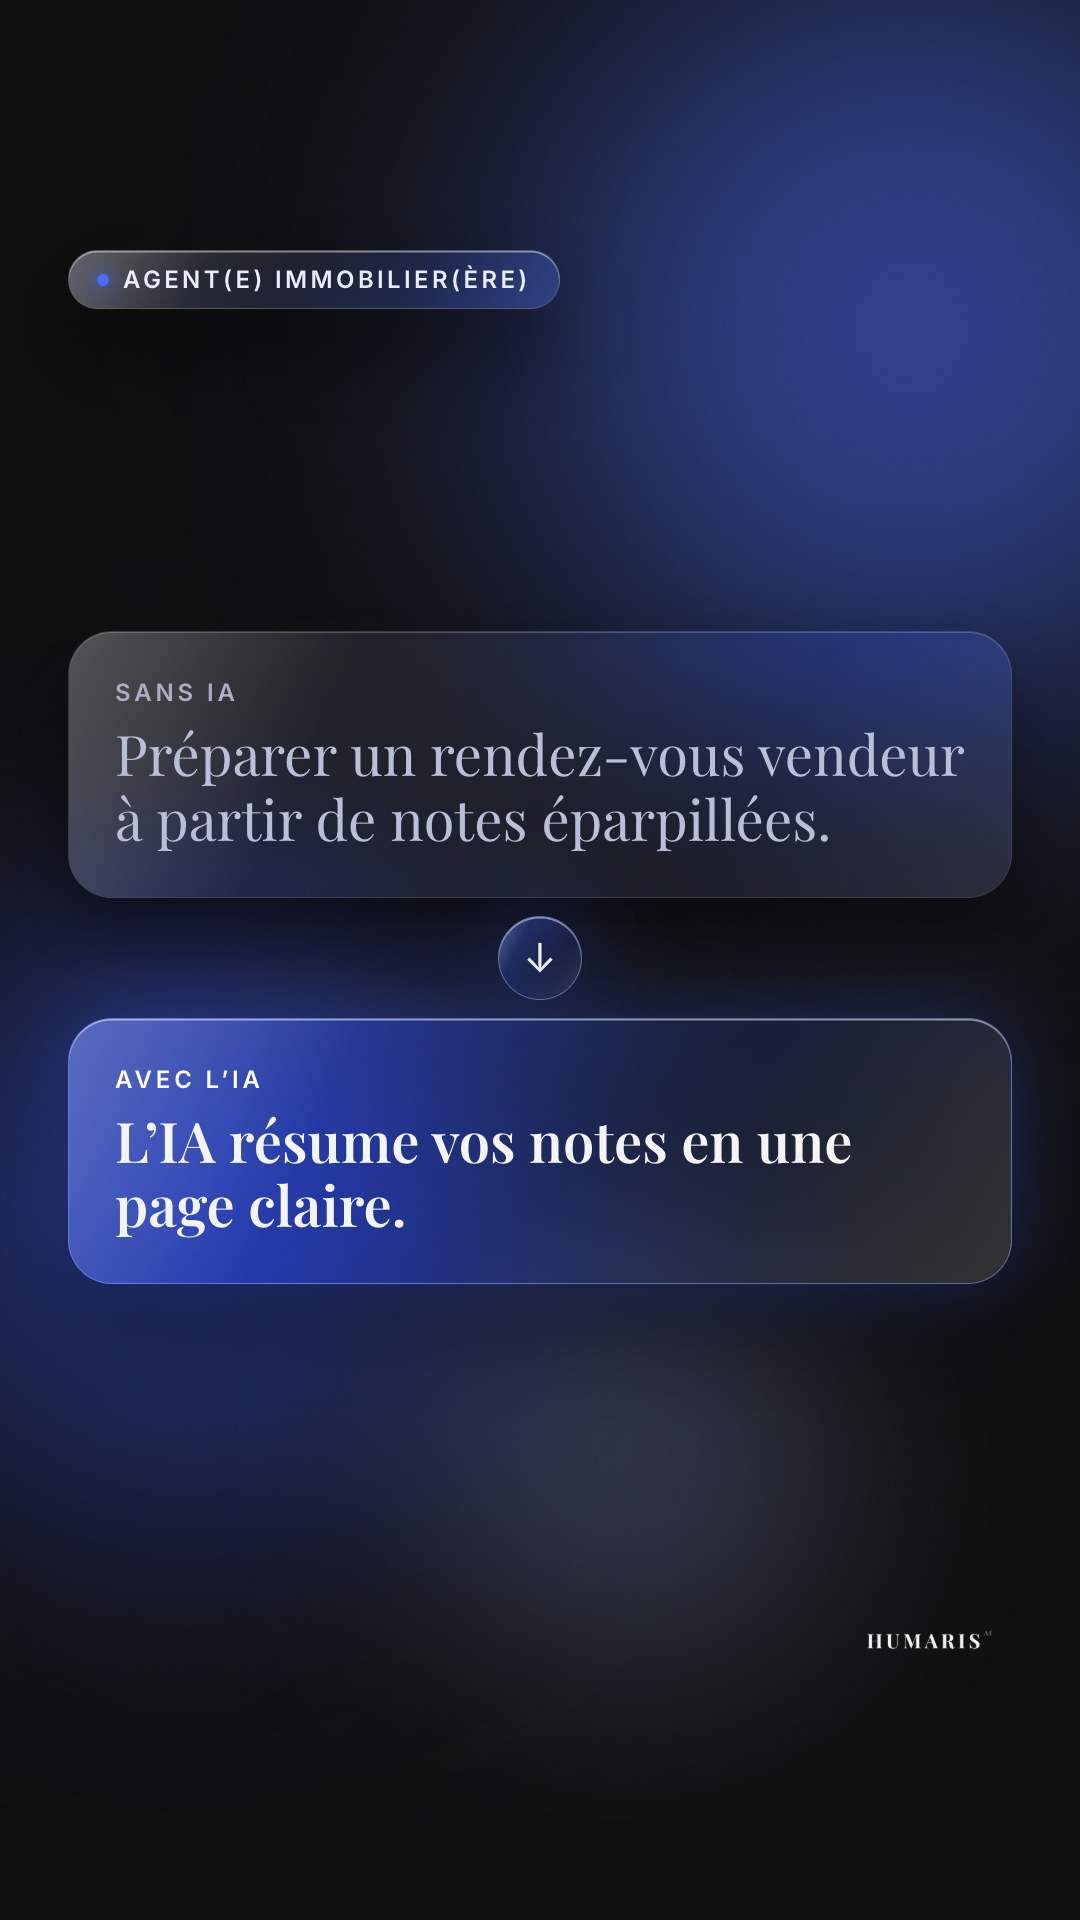 AGENT(E) IMMOBILIER(ÈRE)
SANS IA
Préparer un rendez-vous vendeur
à partir de notes éparpillées.
AVEC L’IA
L’IA résume vos notes en une
page claire.
HUMARIS AI